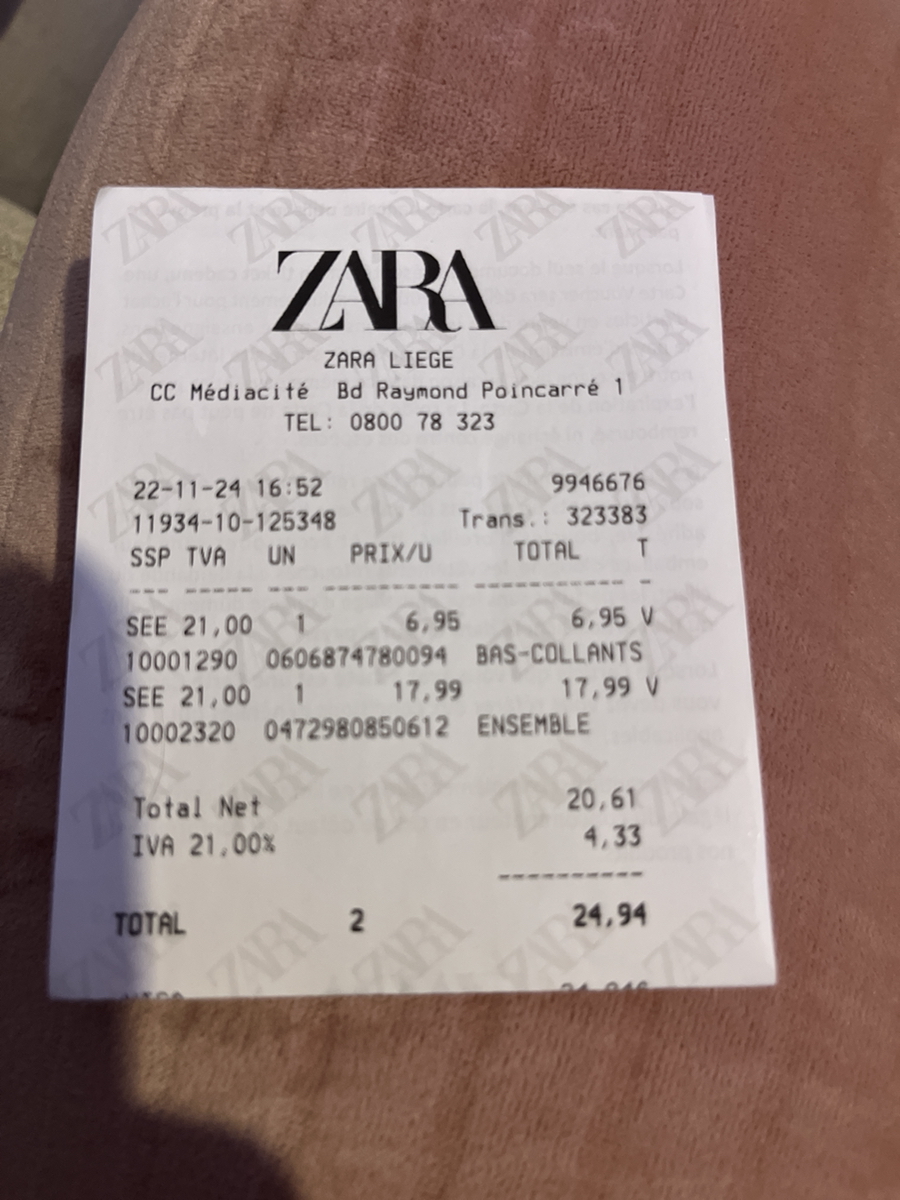 ZARA
ZARA LIEGE
CC Médiacité Bd Raymond Poincarré 1
TEL: 0800 78 323
22-11-24 16:52 9946676
11934-10-125348 Trans.: 323383
SSP TVA UN PRIX/U TOTAL T
SEE 21,00 1 6,95 6,95 V
10001290 0606874780094 BAS-COLLANTS
SEE 21,00 1 17,99 17,99 V
10002320 0472980850612 ENSEMBLE
Total Net 20,61
IVA 21,00% 4,33
TOTAL 2 24,94